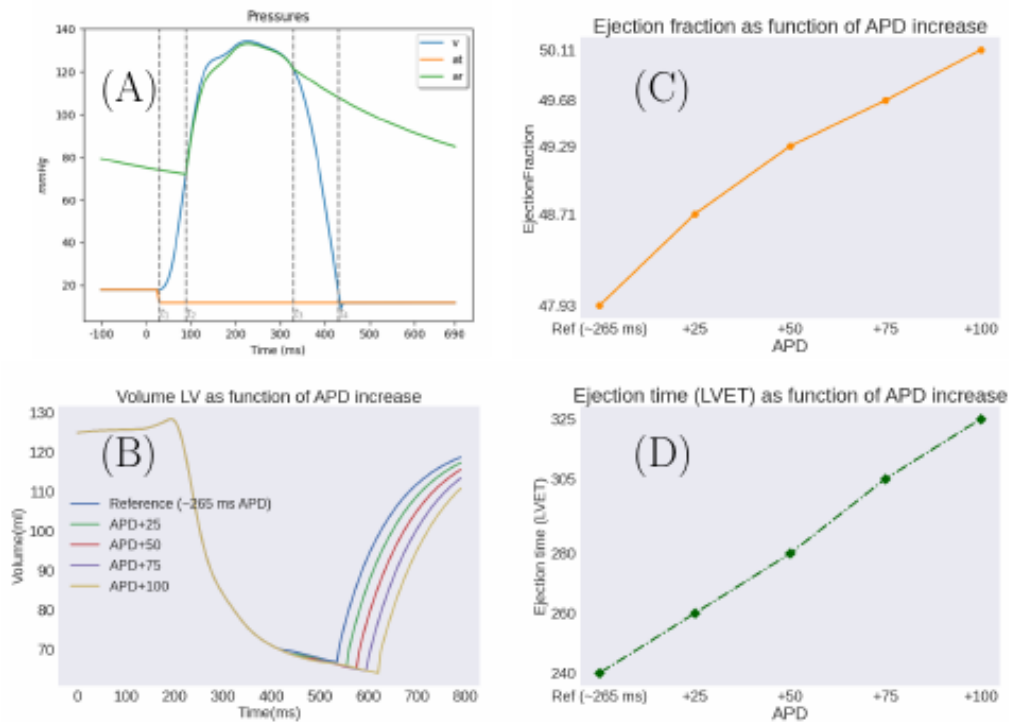 Pressures
140
120
100
80
60
40
20
mmHg
(A)
v
at
ar
-100
0
100
200
300
400
500
600
690
Time (ms)
Ejection fraction as function of APD increase
50.11
49.68
49.29
48.71
47.93
EjectionFraction
(C)
Ref (~265 ms)
+25
+50
+75
+100
APD
Volume LV as function of APD increase
130
120
110
100
90
80
70
Volume(ml)
(B)
Reference (~265 ms APD)
APD+25
APD+50
APD+75
APD+100
0
100
200
300
400
500
600
700
800
Time(ms)
Ejection time (LVET) as function of APD increase
325
305
280
260
240
Ejection time (LVET)
(D)
Ref (~265 ms)
+25
+50
+75
+100
APD